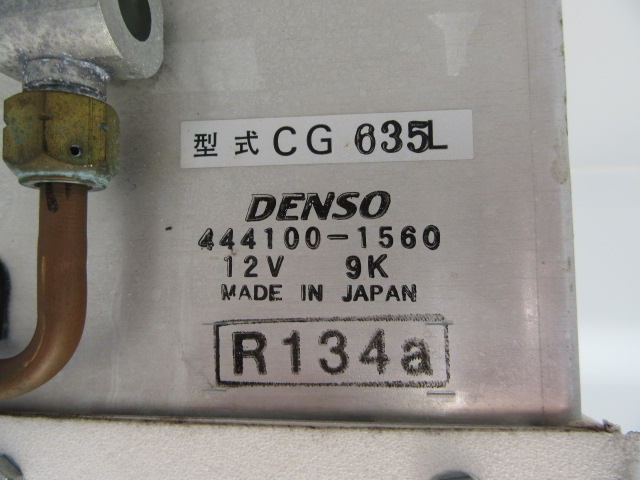 型式 CG 635L
DENSO
444100-1560
12V 9K
MADE IN JAPAN
R134a